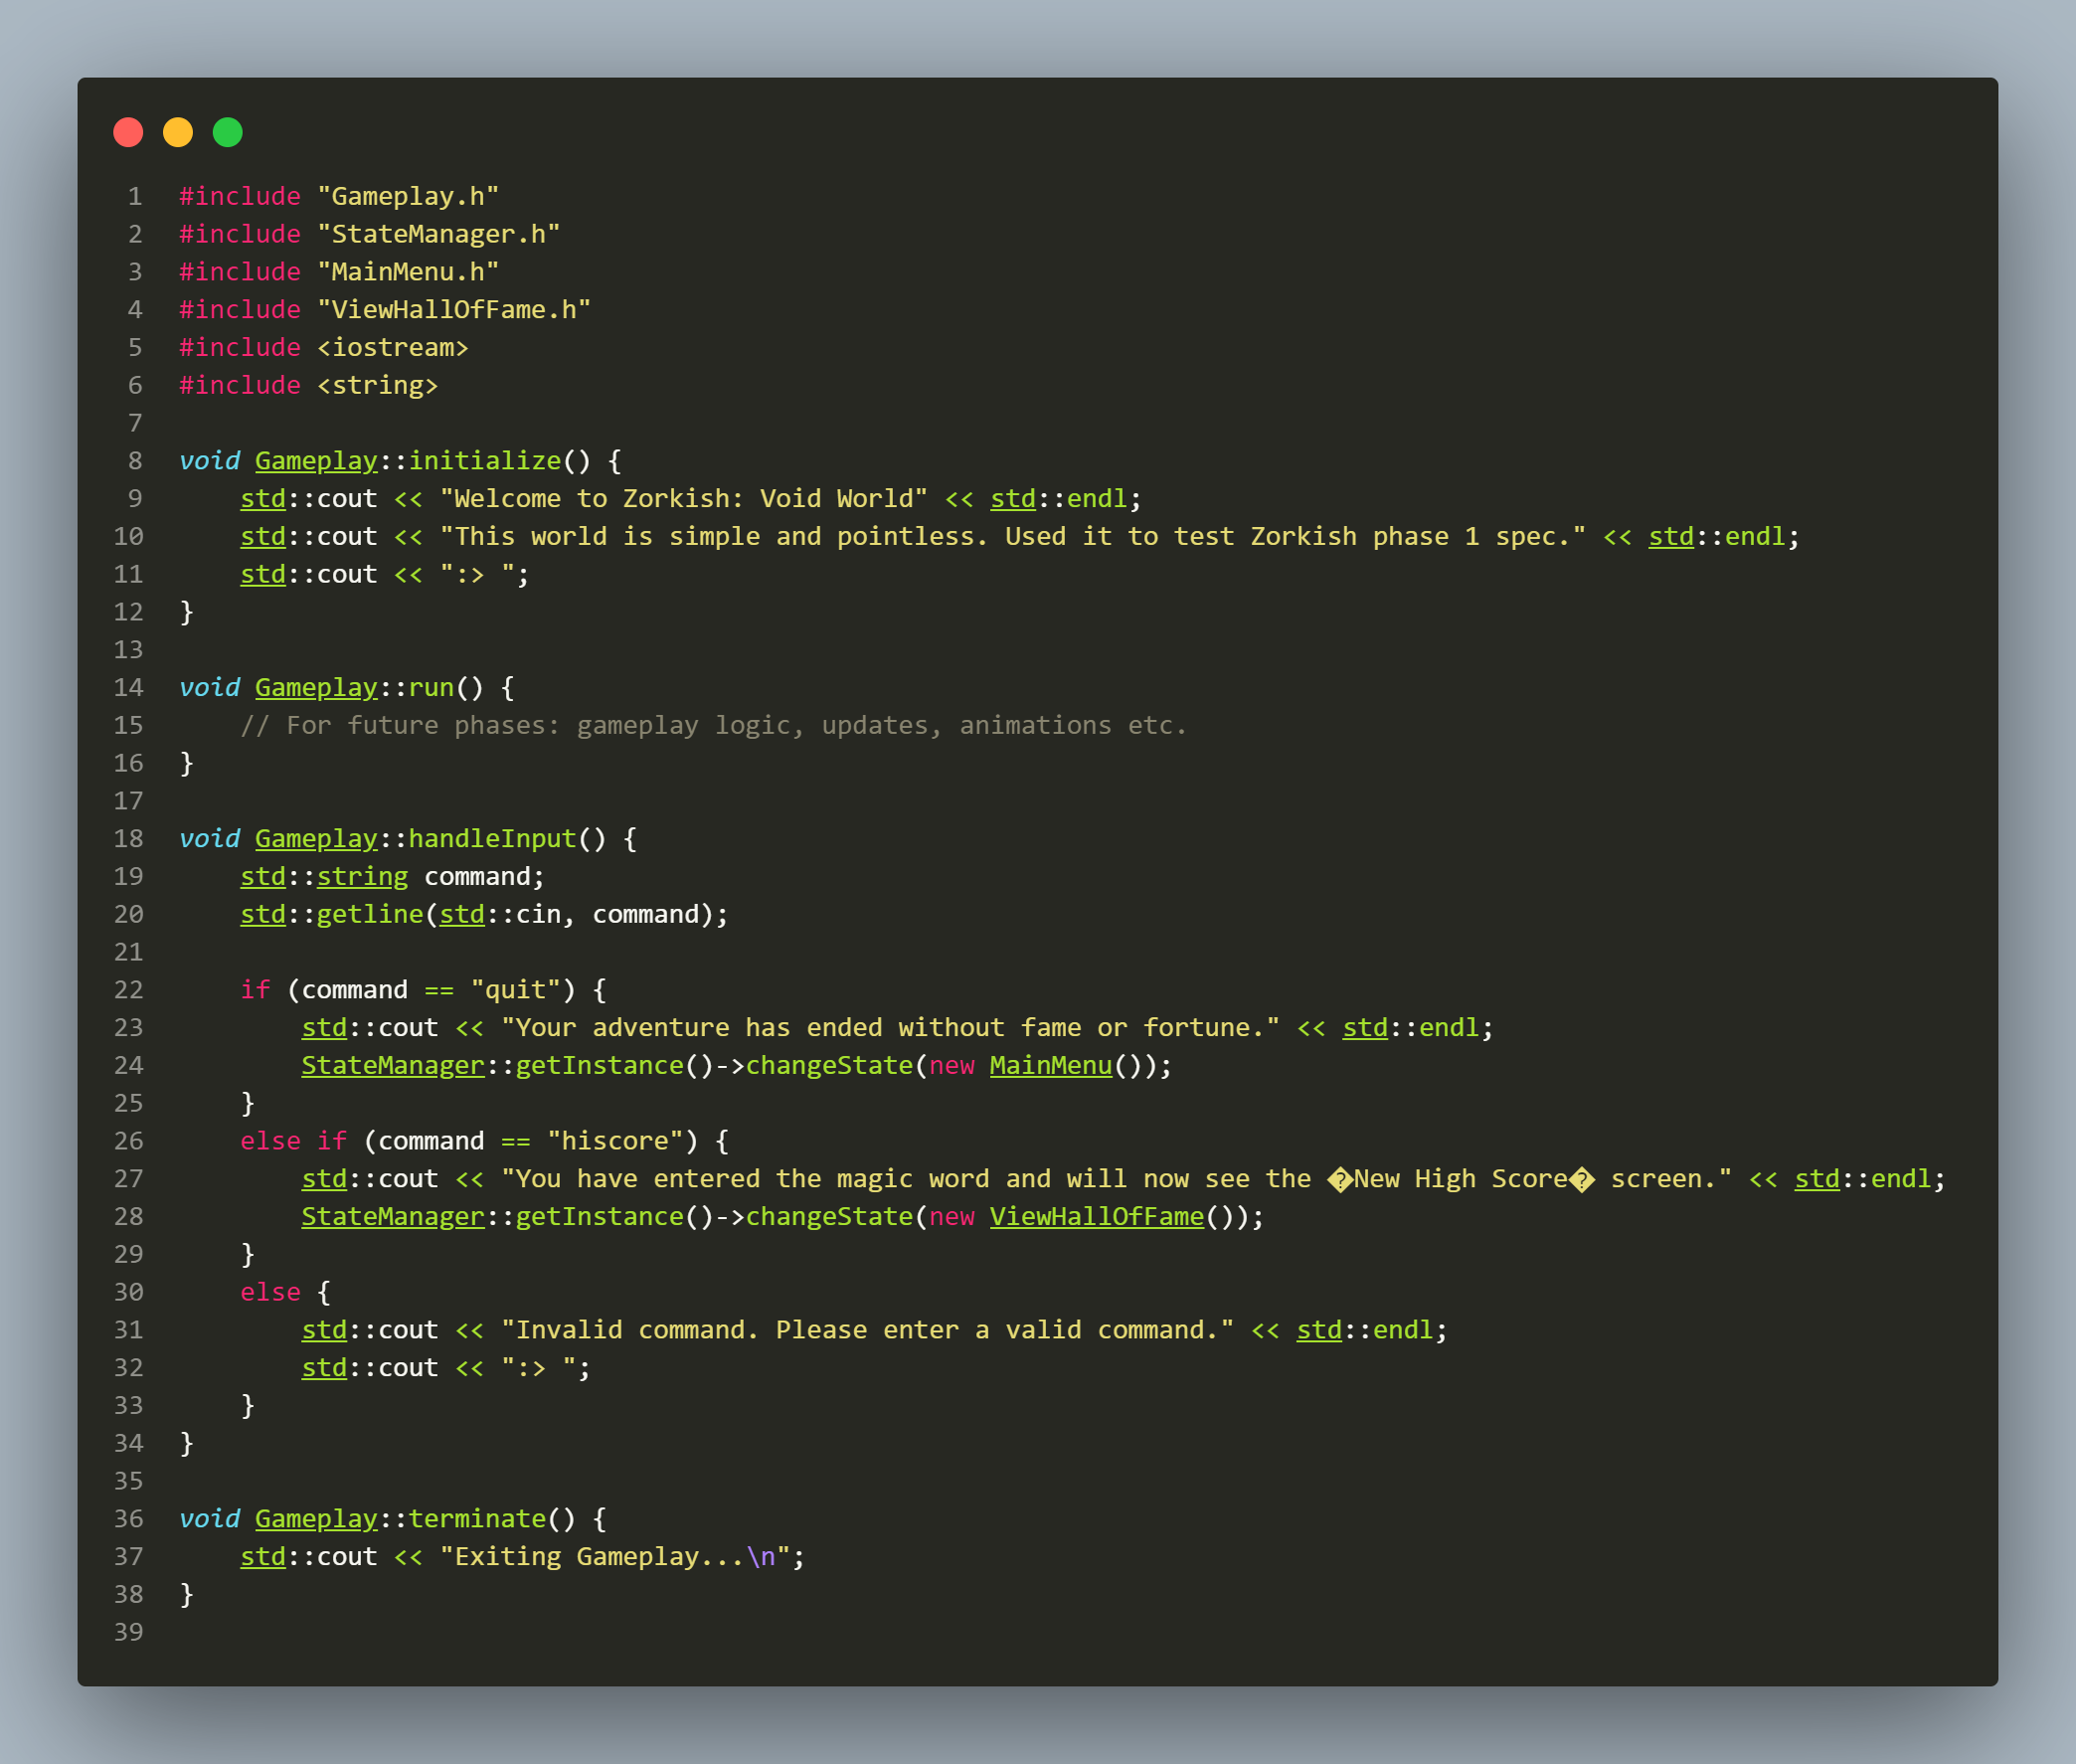 1 #include "Gameplay.h"
2 #include "StateManager.h"
3 #include "MainMenu.h"
4 #include "ViewHallOfFame.h"
5 #include <iostream>
6 #include <string>
7
8 void Gameplay::initialize() {
9     std::cout << "Welcome to Zorkish: Void World" << std::endl;
10     std::cout << "This world is simple and pointless. Used it to test Zorkish phase 1 spec." << std::endl;
11     std::cout << ":> ";
12 }
13
14 void Gameplay::run() {
15     // For future phases: gameplay logic, updates, animations etc.
16 }
17
18 void Gameplay::handleInput() {
19     std::string command;
20     std::getline(std::cin, command);
21
22     if (command == "quit") {
23         std::cout << "Your adventure has ended without fame or fortune." << std::endl;
24         StateManager::getInstance()->changeState(new MainMenu());
25     }
26     else if (command == "hiscore") {
27         std::cout << "You have entered the magic word and will now see the �New High Score� screen." << std::endl;
28         StateManager::getInstance()->changeState(new ViewHallOfFame());
29     }
30     else {
31         std::cout << "Invalid command. Please enter a valid command." << std::endl;
32         std::cout << ":> ";
33     }
34 }
35
36 void Gameplay::terminate() {
37     std::cout << "Exiting Gameplay...\n";
38 }
39